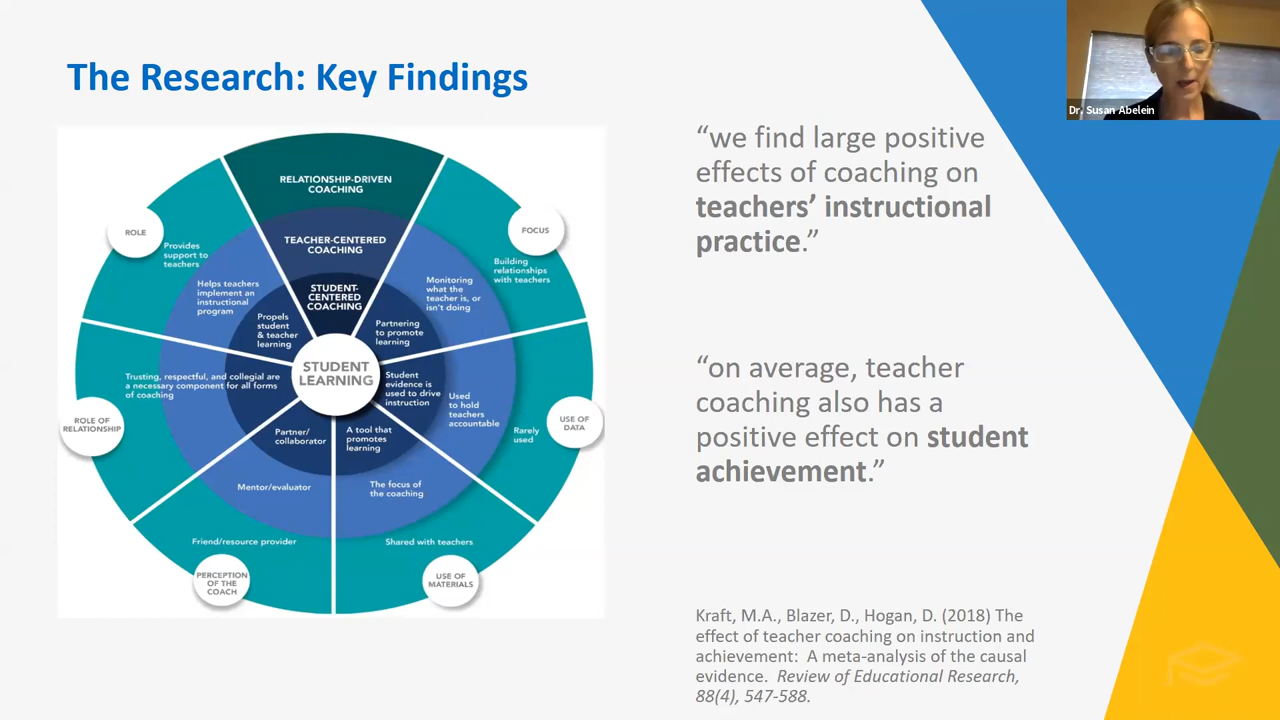 The Research: Key Findings
Dr. Susan Abelein
RELATIONSHIP-DRIVEN
COACHING
TEACHER-CENTERED
COACHING
STUDENT-
CENTERED
COACHING
STUDENT
LEARNING
ROLE
Provides
support to
teachers
Helps teachers
implement an
instructional
program
Propels
student
& teacher
learning
FOCUS
Building
relationships
with teachers
Monitoring
what the
teacher is, or
isn't doing
Partnering
to promote
learning
ROLE OF
RELATIONSHIP
Trusting, respectful, and collegial are
a necessary component for all forms
of coaching
USE OF
DATA
Student
evidence is
used to drive
instruction
Used
to hold
teachers
accountable
Rarely
used
PERCEPTION
OF THE
COACH
Partner/
collaborator
Mentor/evaluator
Friend/resource provider
USE OF
MATERIALS
A tool that
promotes
learning
The focus of
the coaching
Shared with teachers
“we find large positive
effects of coaching on
teachers’ instructional
practice.”
“on average, teacher
coaching also has a
positive effect on student
achievement.”
Kraft, M.A., Blazer, D., Hogan, D. (2018) The
effect of teacher coaching on instruction and
achievement:  A meta-analysis of the causal
evidence.  Review of Educational Research,
88(4), 547-588.